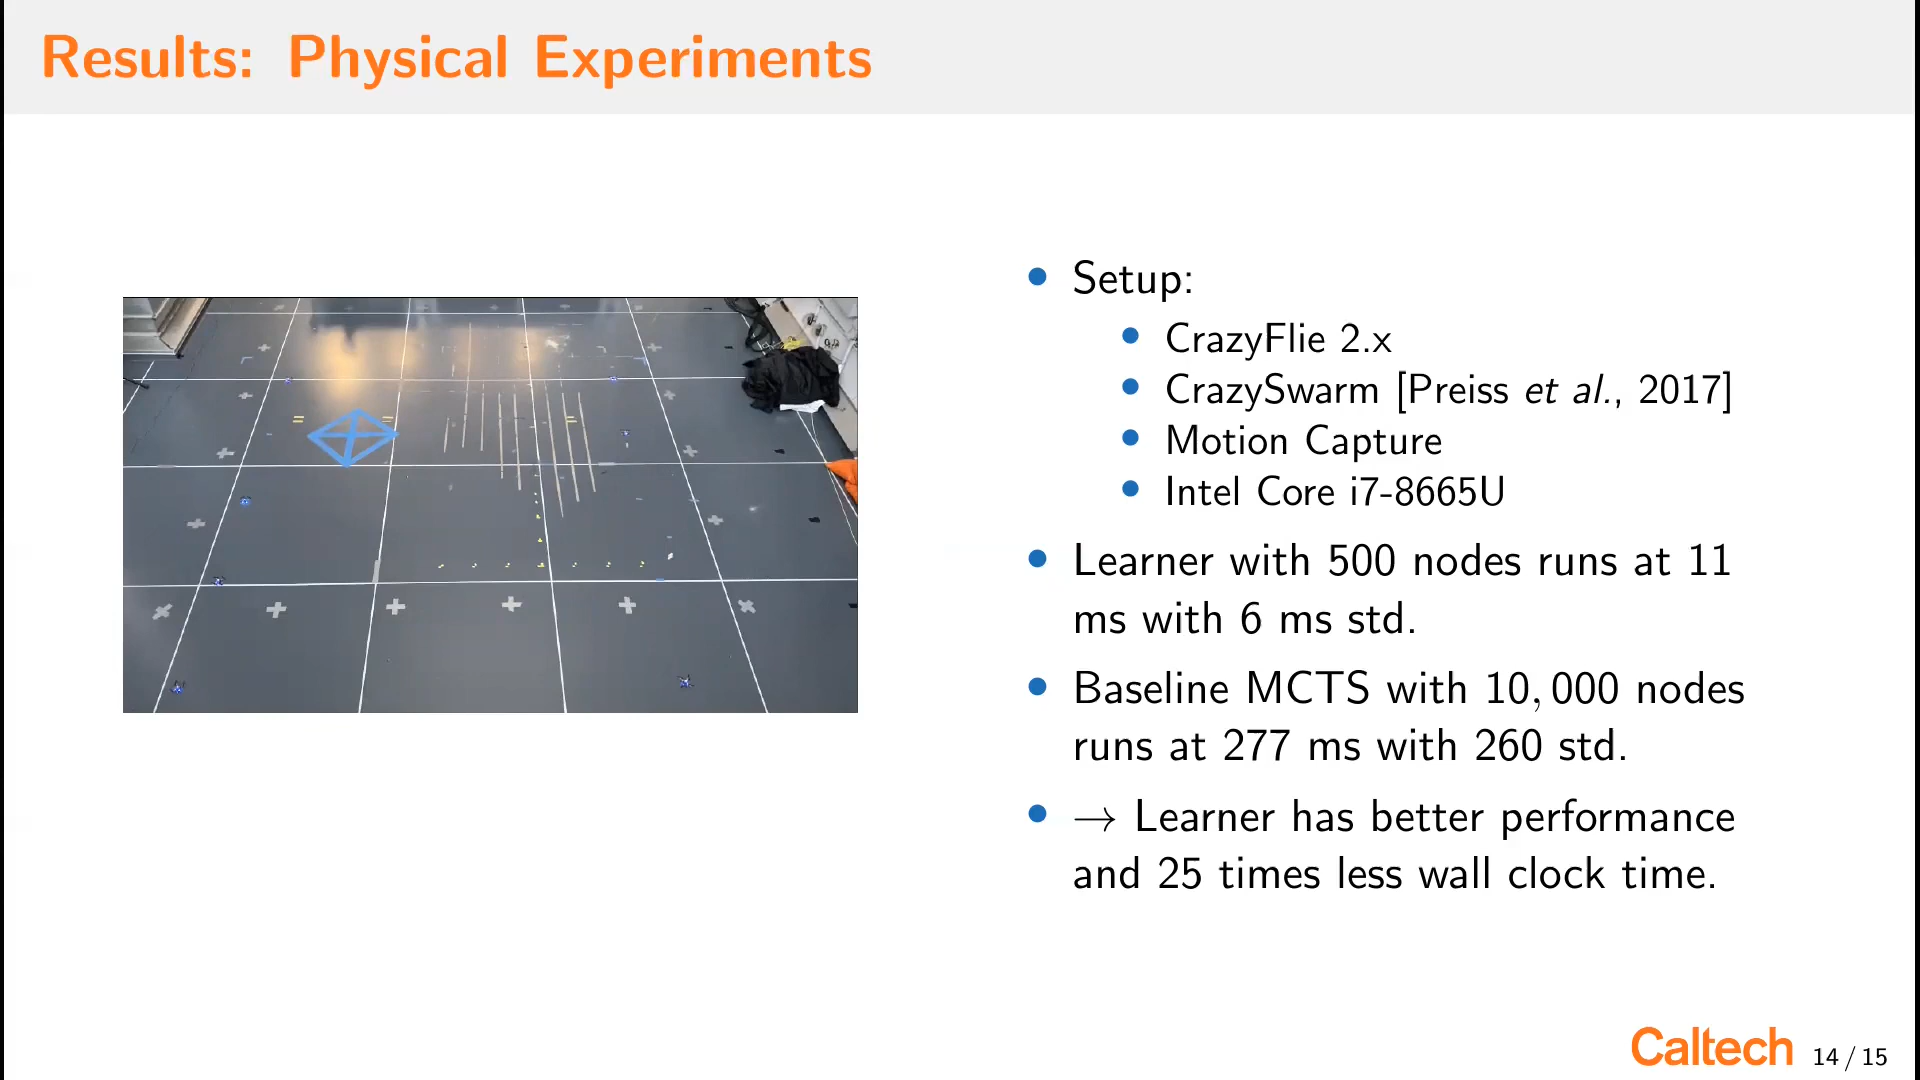 Results: Physical Experiments
• Setup:
• CrazyFlie 2.x
• CrazySwarm [Preiss et al., 2017]
• Motion Capture
• Intel Core i7-8665U
• Learner with 500 nodes runs at 11
ms with 6 ms std.
• Baseline MCTS with 10,000 nodes
runs at 277 ms with 260 std.
• → Learner has better performance
and 25 times less wall clock time.
Caltech 14 / 15